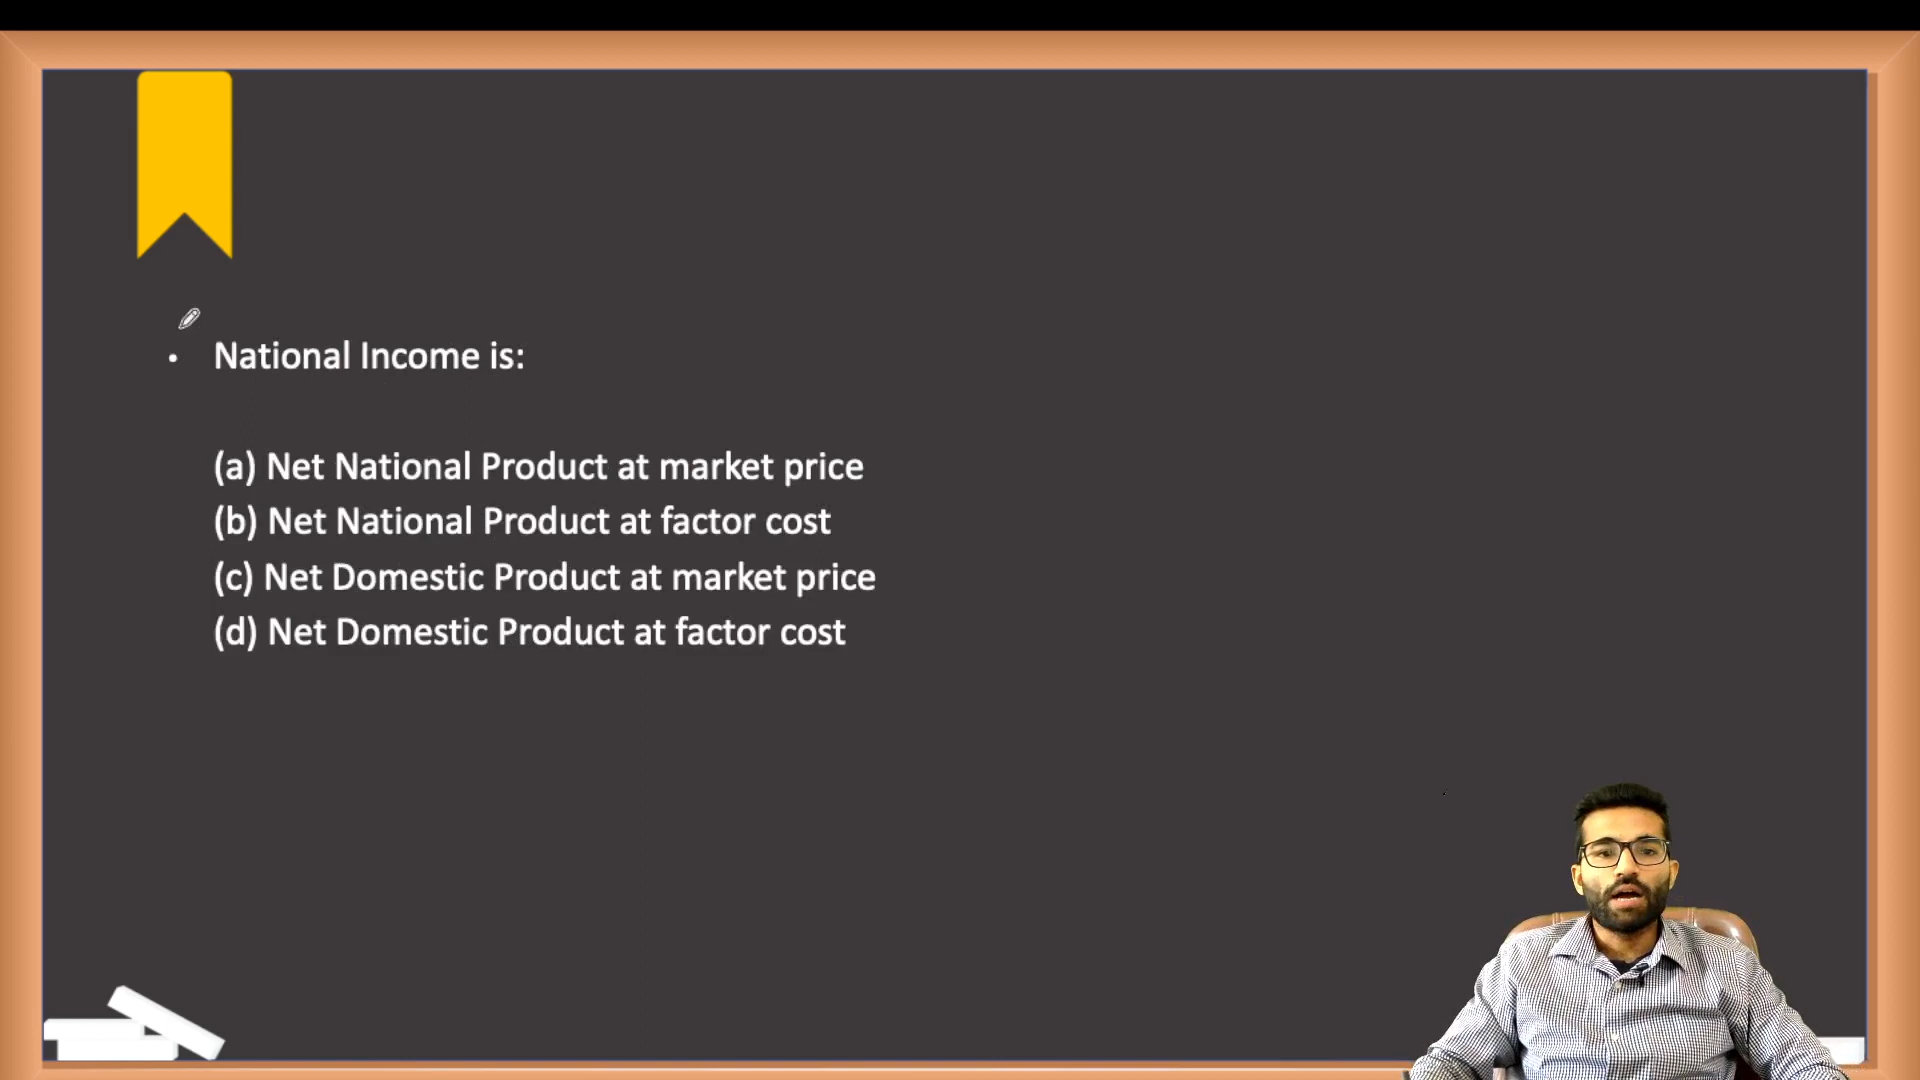 • National Income is:
(a) Net National Product at market price
(b) Net National Product at factor cost
(c) Net Domestic Product at market price
(d) Net Domestic Product at factor cost